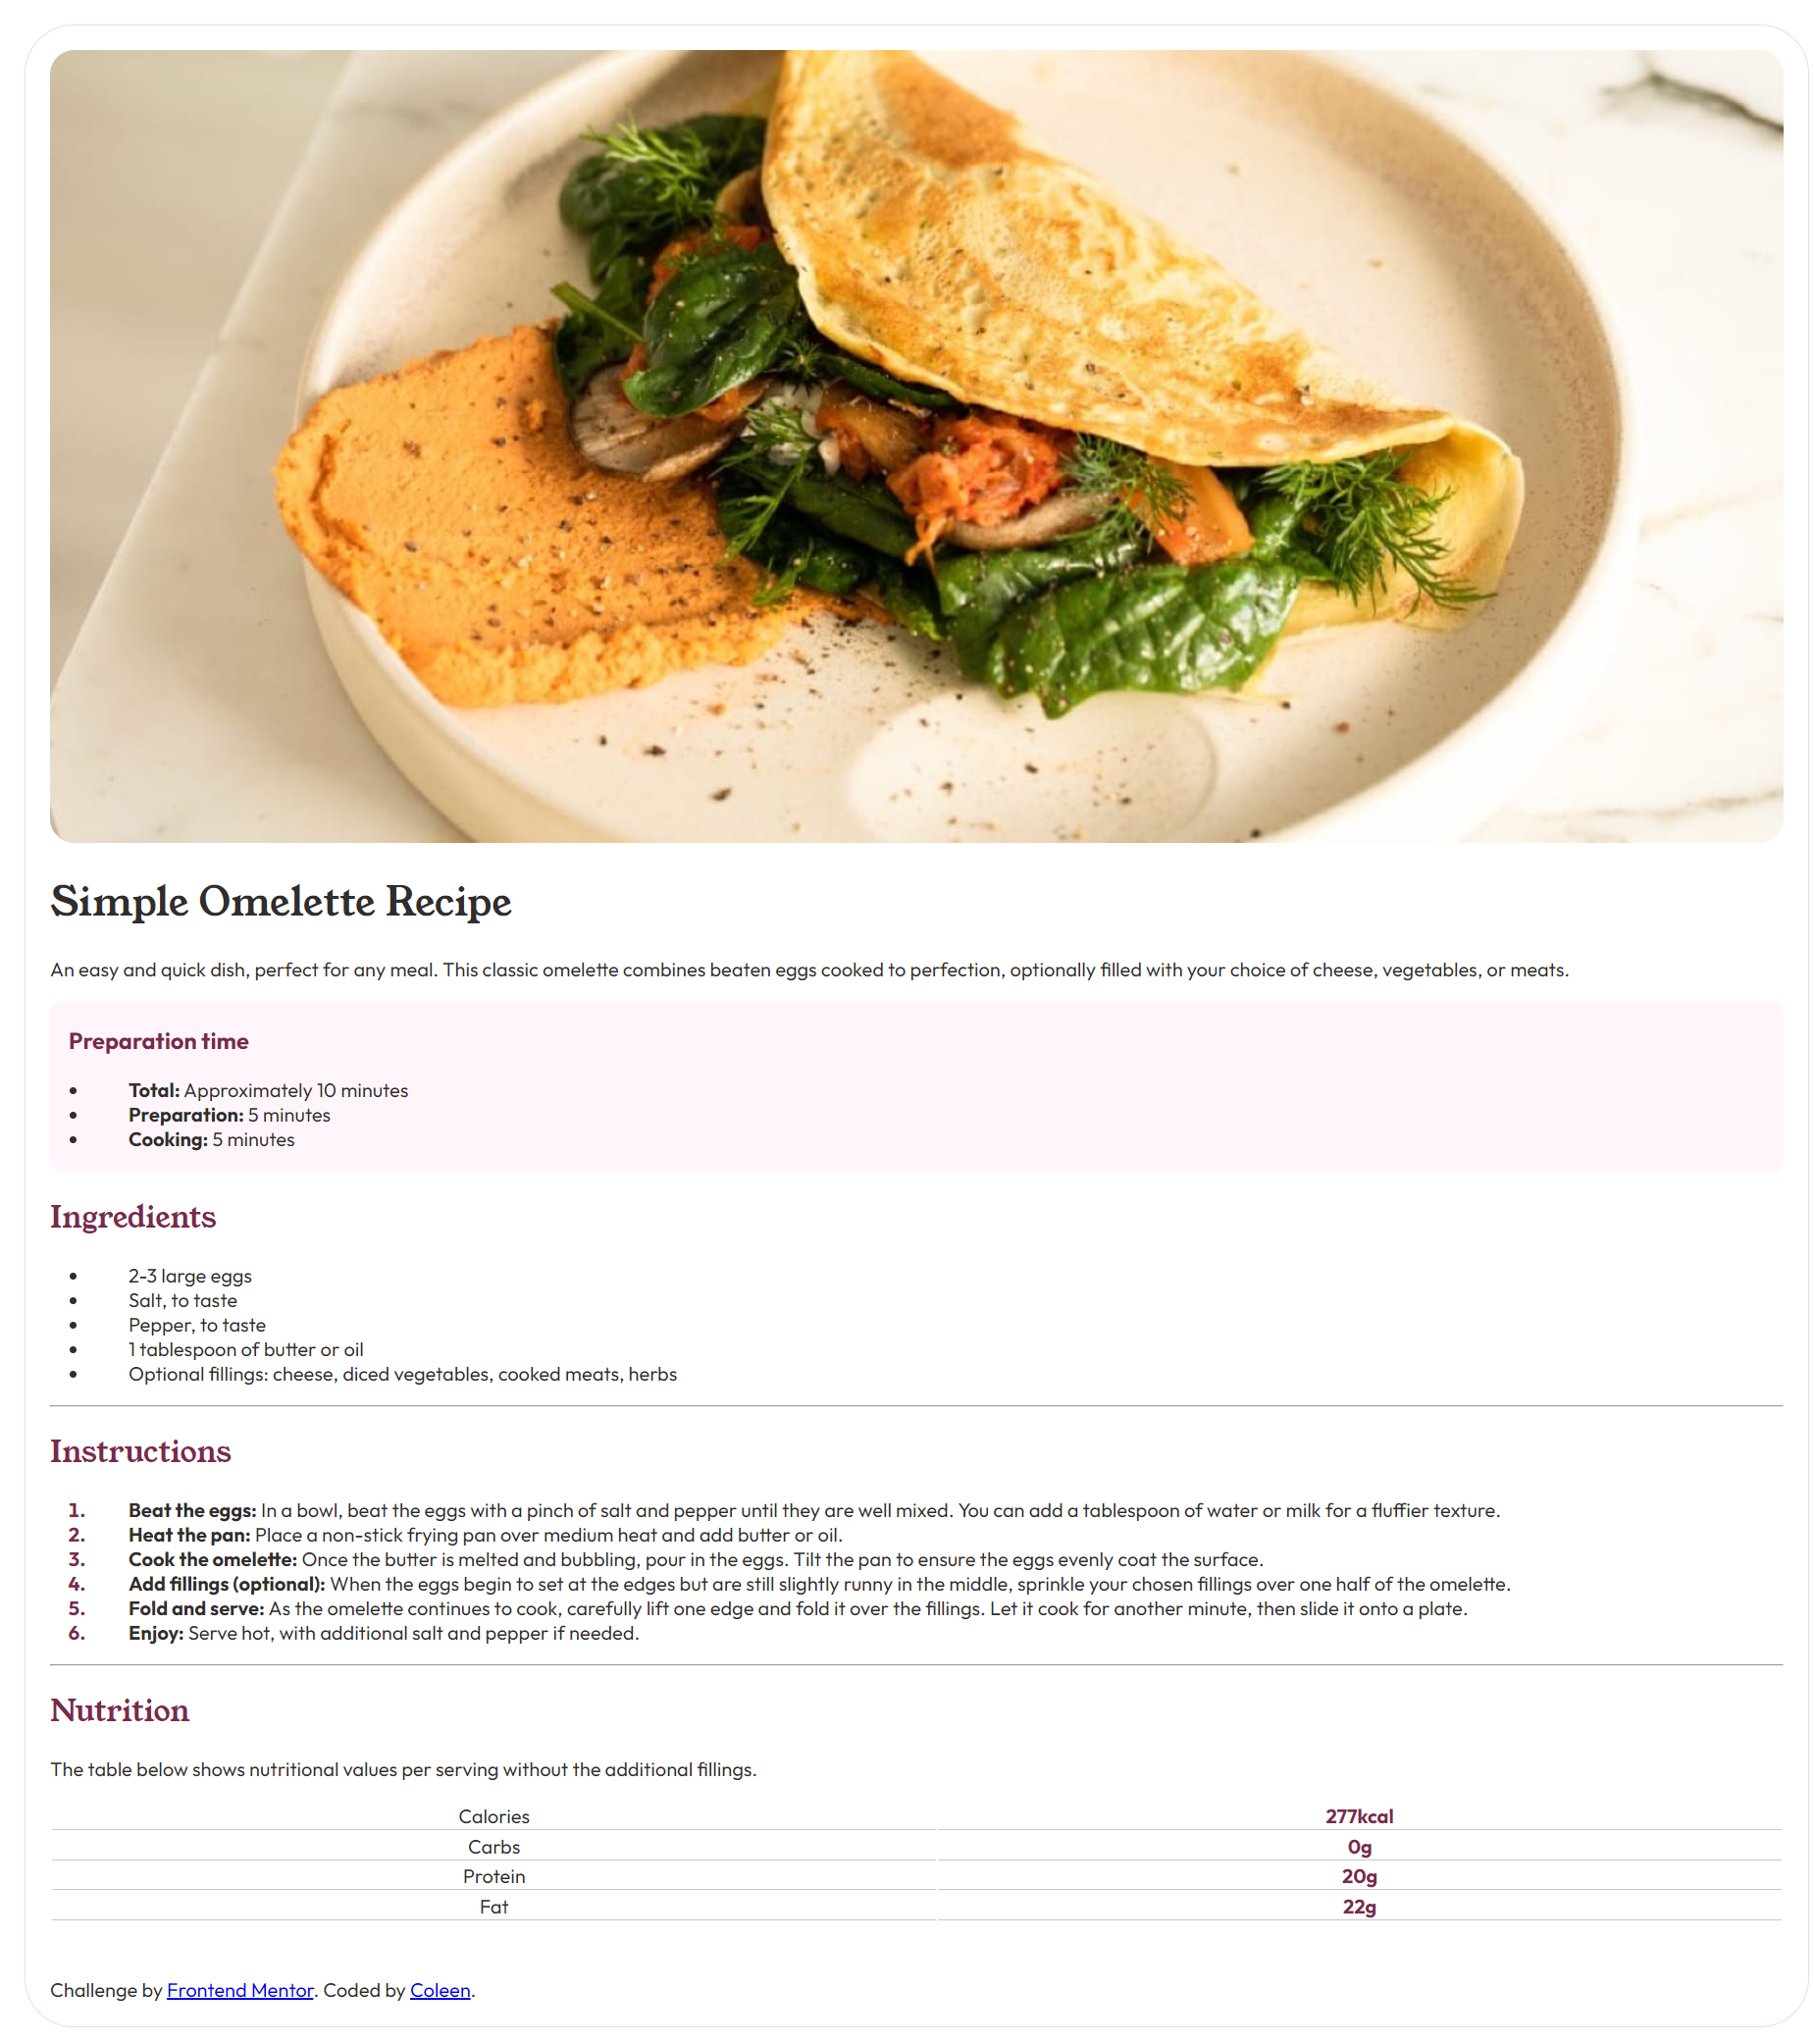 Simple Omelette Recipe
An easy and quick dish, perfect for any meal. This classic omelette combines beaten eggs cooked to perfection, optionally filled with your choice of cheese, vegetables, or meats.
Preparation time
• Total: Approximately 10 minutes
• Preparation: 5 minutes
• Cooking: 5 minutes
Ingredients
• 2-3 large eggs
• Salt, to taste
• Pepper, to taste
• 1 tablespoon of butter or oil
• Optional fillings: cheese, diced vegetables, cooked meats, herbs
Instructions
1. Beat the eggs: In a bowl, beat the eggs with a pinch of salt and pepper until they are well mixed. You can add a tablespoon of water or milk for a fluffier texture.
2. Heat the pan: Place a non-stick frying pan over medium heat and add butter or oil.
3. Cook the omelette: Once the butter is melted and bubbling, pour in the eggs. Tilt the pan to ensure the eggs evenly coat the surface.
4. Add fillings (optional): When the eggs begin to set at the edges but are still slightly runny in the middle, sprinkle your chosen fillings over one half of the omelette.
5. Fold and serve: As the omelette continues to cook, carefully lift one edge and fold it over the fillings. Let it cook for another minute, then slide it onto a plate.
6. Enjoy: Serve hot, with additional salt and pepper if needed.
Nutrition
The table below shows nutritional values per serving without the additional fillings.
Calories 277kcal
Carbs 0g
Protein 20g
Fat 22g
Challenge by Frontend Mentor. Coded by Coleen.